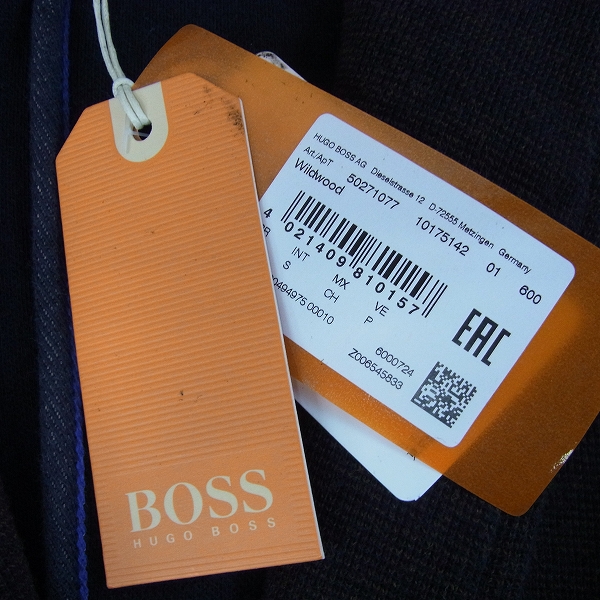 BOSS
HUGO BOSS
HUGO BOSS AG Dieselstrasse 12 D-72555 Metzingen Germany
Art/ApT 50271077 10175142 01 600
Wildwood
4 021409 810157
INT MX VE
S CH P
00010
6000724
Z006545833
EAC